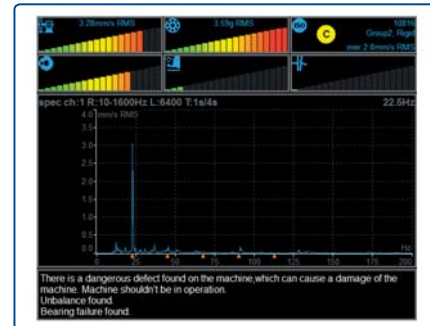 3.28mm/s RMS
3.59g RMS
ISO
C
10816
Group2, Rigid
over 2.8mm/s RMS
spec ch:1 R:10-1600Hz L:6400 T:1s/4s
22.5Hz
4.0 mm/s RMS
3.5
3.0
2.5
2.0
1.5
1.0
0.5
0.0
0 25 50 75 100 125 150 175 200
Hz
There is a dangerous defect found on the machine,which can cause a damage of the
machine. Machine shouldn't be in operation.
Unbalance found.
Bearing failure found.